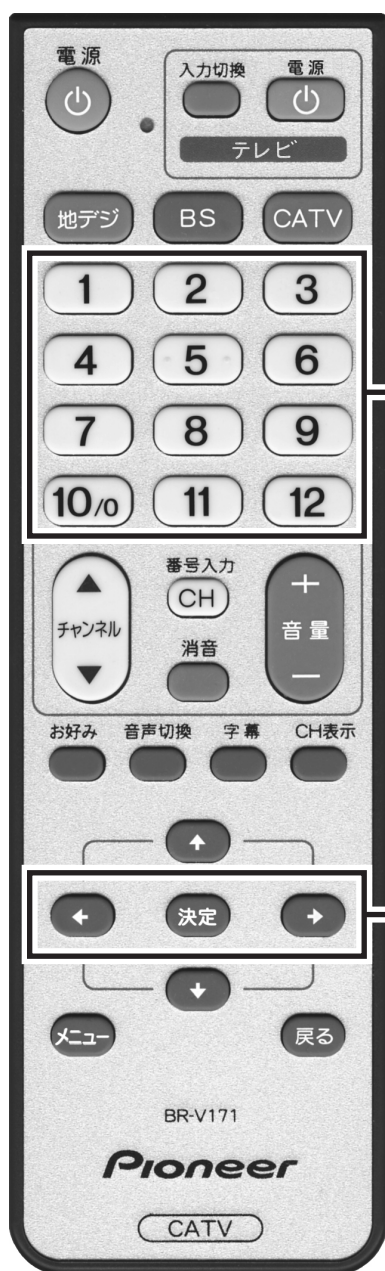 電源
入力切換 電源
テレビ
地デジ BS CATV
1 2 3
4 5 6
7 8 9
10/0 11 12
番号入力
CH
チャンネル
＋
音量
－
消音
お好み 音声切換 字幕 CH表示
決定
メニュー 戻る
BR-V171
Pioneer
CATV